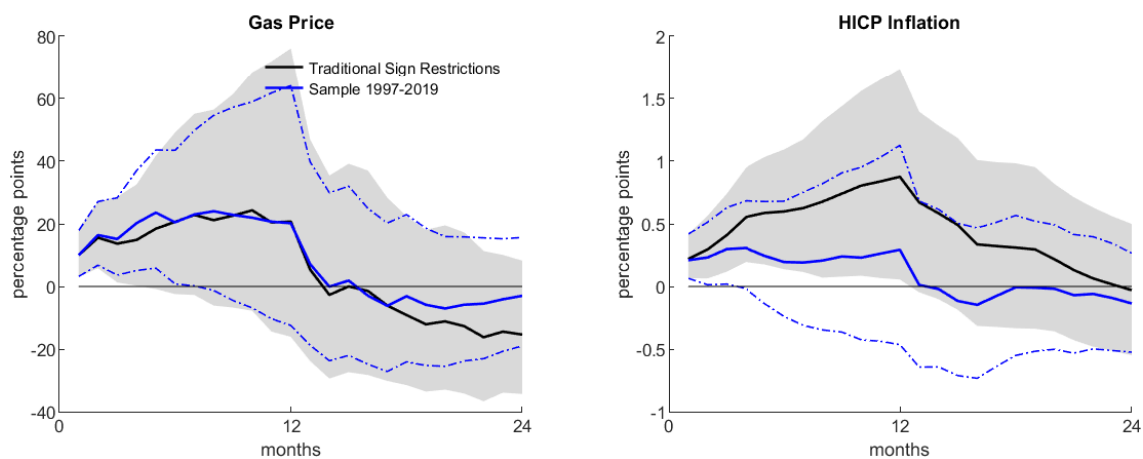 Gas Price
80
60
40
20
0
-20
-40
0
12
24
percentage points
months
Traditional Sign Restrictions
Sample 1997-2019
HICP Inflation
2
1.5
1
0.5
0
-0.5
-1
0
12
24
percentage points
months